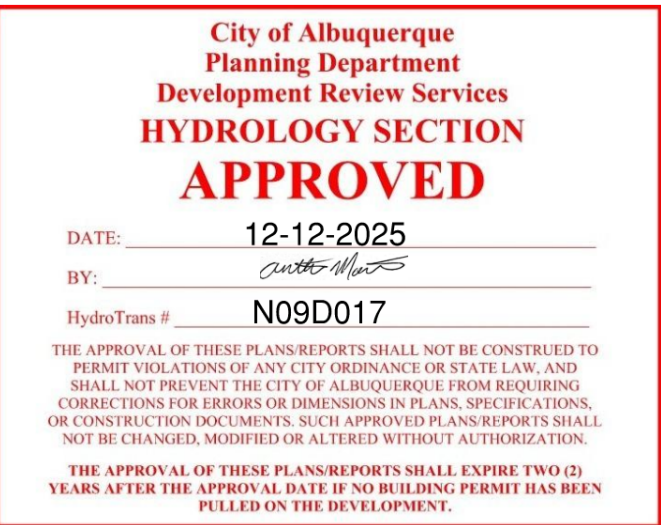 City of Albuquerque
Planning Department
Development Review Services
HYDROLOGY SECTION
APPROVED
DATE: 12-12-2025
BY:
HydroTrans # N09D017
THE APPROVAL OF THESE PLANS/REPORTS SHALL NOT BE CONSTRUED TO
PERMIT VIOLATIONS OF ANY CITY ORDINANCE OR STATE LAW, AND
SHALL NOT PREVENT THE CITY OF ALBUQUERQUE FROM REQUIRING
CORRECTIONS FOR ERRORS OR DIMENSIONS IN PLANS, SPECIFICATIONS,
OR CONSTRUCTION DOCUMENTS. SUCH APPROVED PLANS/REPORTS SHALL
NOT BE CHANGED, MODIFIED OR ALTERED WITHOUT AUTHORIZATION.
THE APPROVAL OF THESE PLANS/REPORTS SHALL EXPIRE TWO (2)
YEARS AFTER THE APPROVAL DATE IF NO BUILDING PERMIT HAS BEEN
PULLED ON THE DEVELOPMENT.